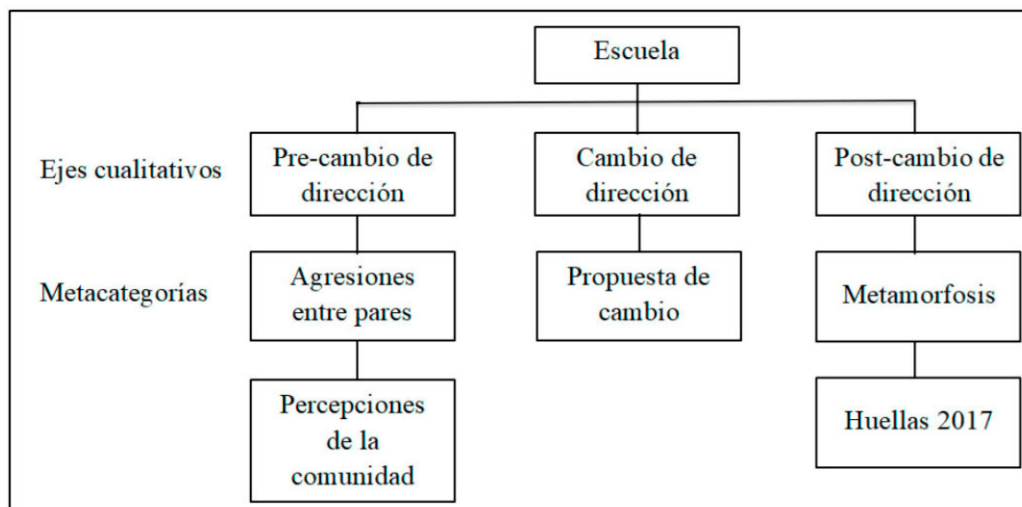 Escuela
Ejes cualitativos
Pre-cambio de
dirección
Cambio de
dirección
Post-cambio de
dirección
Metacategorías
Agresiones
entre pares
Propuesta de
cambio
Metamorfosis
Percepciones
de la
comunidad
Huellas 2017